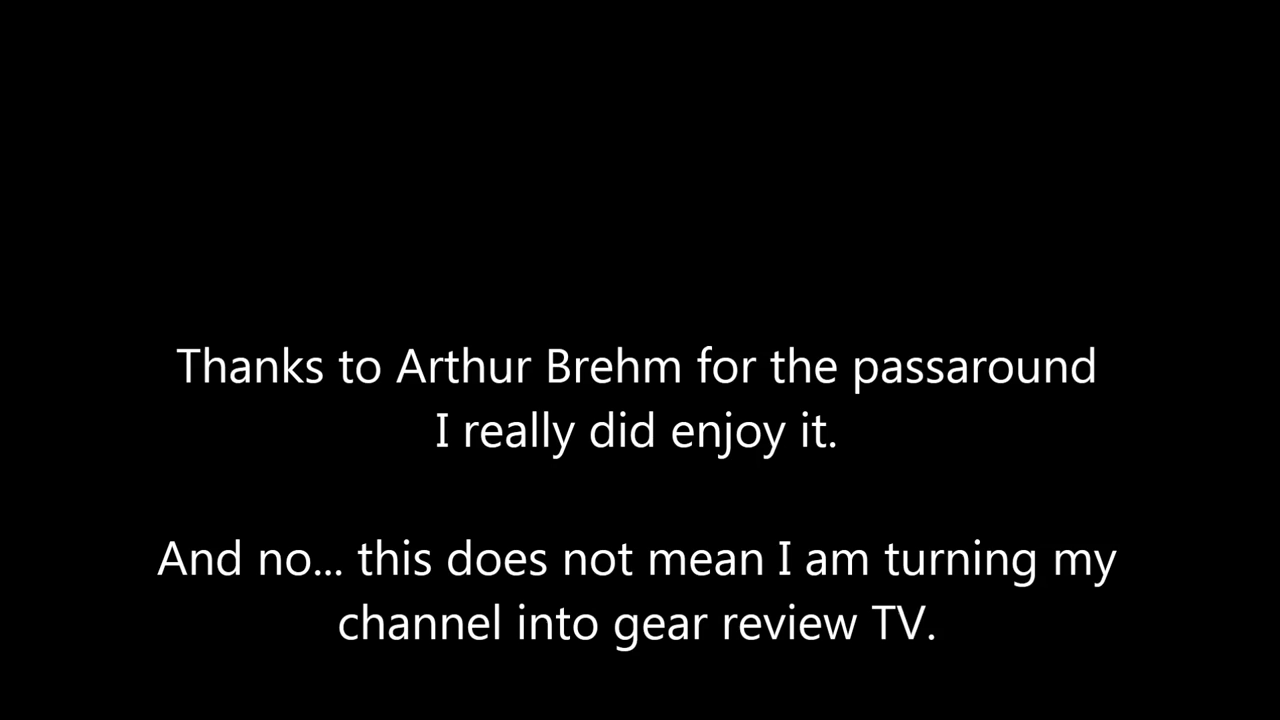 Thanks to Arthur Brehm for the passaround
I really did enjoy it.
And no... this does not mean I am turning my
channel into gear review TV.